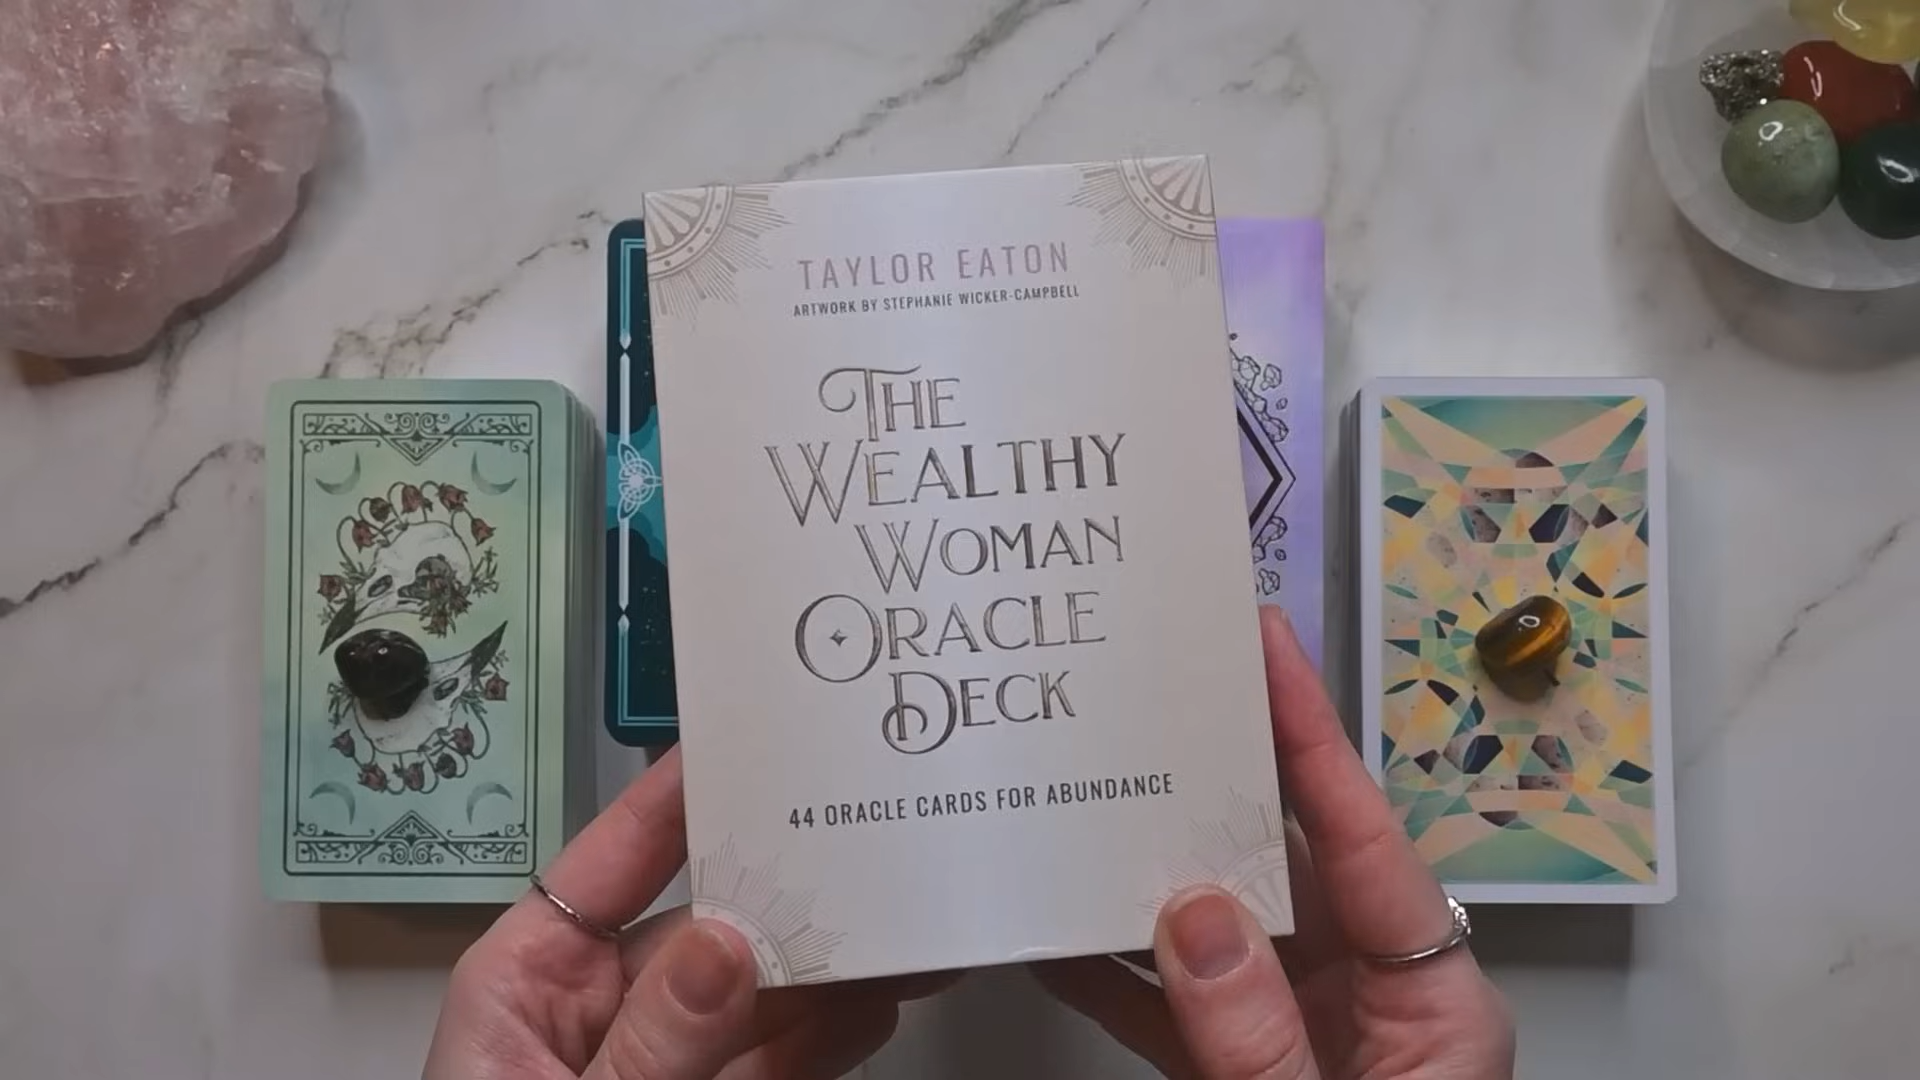 TAYLOR EATON
ARTWORK BY STEPHANIE WICKER-CAMPBELL
THE
WEALTHY
WOMAN
ORACLE
DECK
44 ORACLE CARDS FOR ABUNDANCE